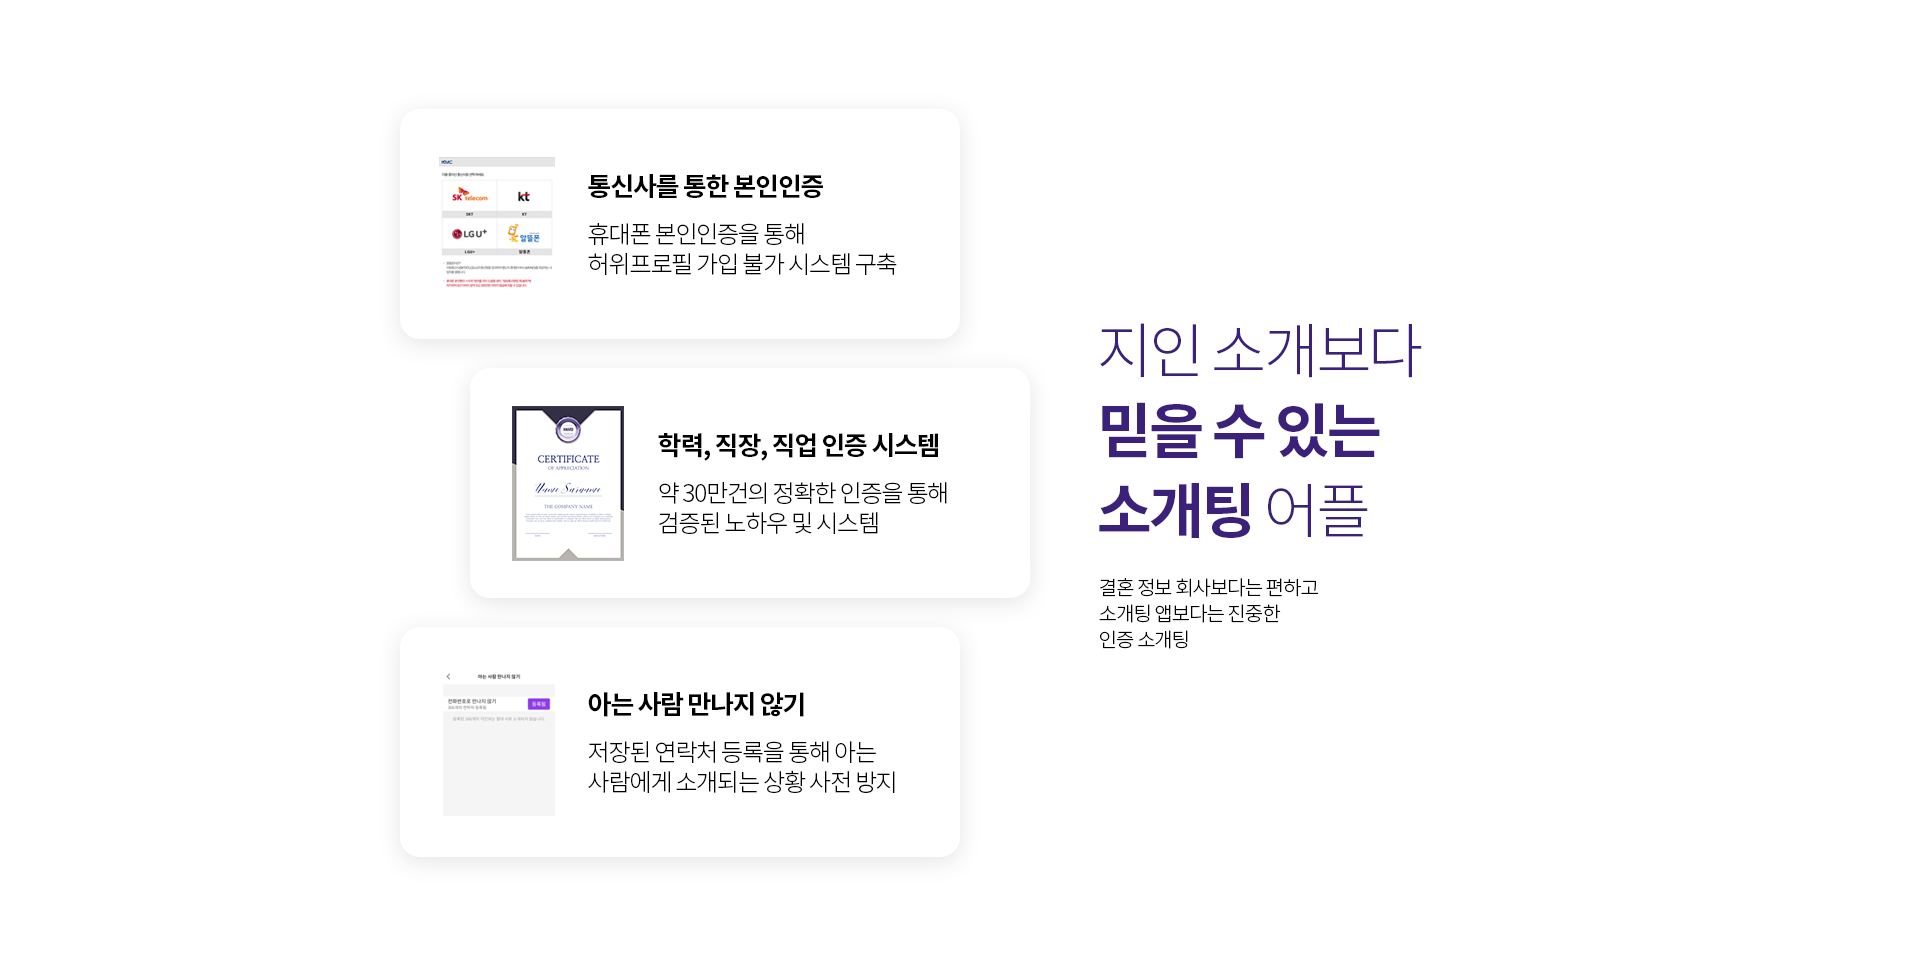 KMC
SK telecom
kt
SKT
KT
LG U+
알뜰폰
LGU+
알뜰폰
통신사를 통한 본인인증
휴대폰 본인인증을 통해
허위프로필 가입 불가 시스템 구축
CERTIFICATE
OF APPRECIATION
THE COMPANY NAME
학력, 직장, 직업 인증 시스템
약 30만건의 정확한 인증을 통해
검증된 노하우 및 시스템
아는 사람 만나지 않기
전화번호로 만나지 않기
등록됨
아는 사람 만나지 않기
저장된 연락처 등록을 통해 아는
사람에게 소개되는 상황 사전 방지
지인 소개보다
믿을 수 있는
소개팅 어플
결혼 정보 회사보다는 편하고
소개팅 앱보다는 진중한
인증 소개팅